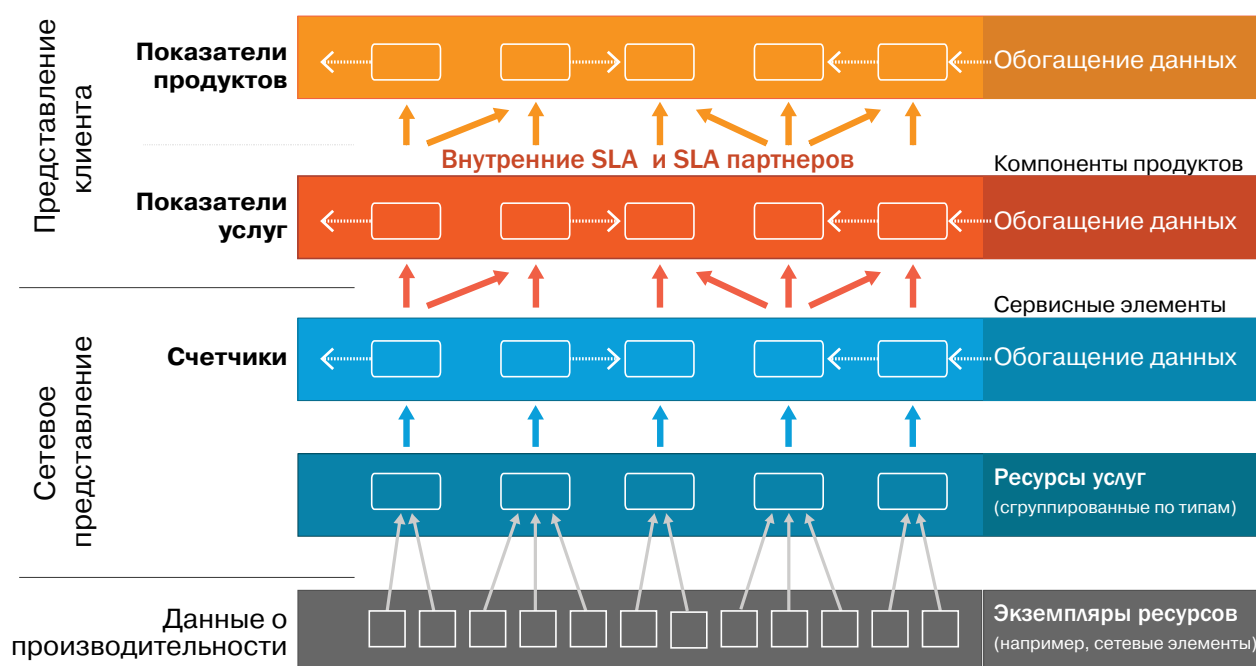 Представление
клиента
Показатели
продуктов
Обогащение данных
Внутренние SLA и SLA партнеров
Компоненты продуктов
Показатели
услуг
Обогащение данных
Сетевое
представление
Сервисные элементы
Счетчики
Обогащение данных
Ресурсы услуг
(сгруппированные по типам)
Данные о
производительности
Экземпляры ресурсов
(например, сетевые элементы)